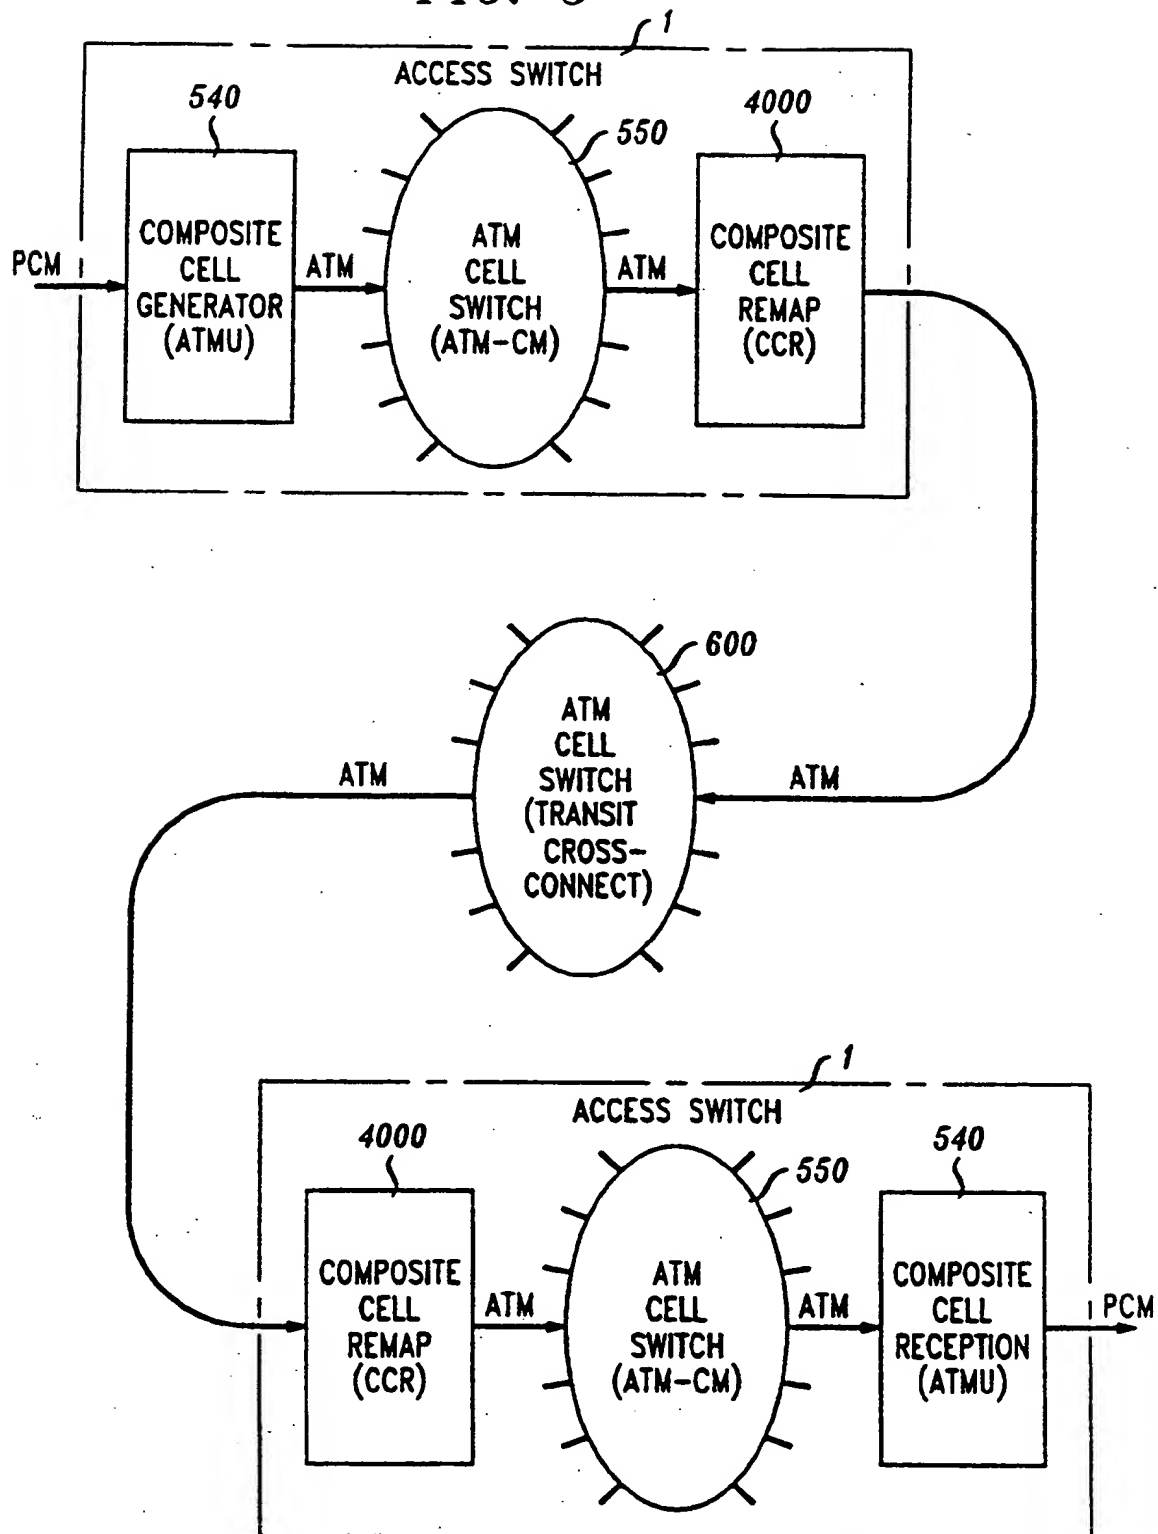 1
ACCESS SWITCH
540
550
4000
PCM
COMPOSITE
CELL
GENERATOR
(ATMU)
ATM
ATM
CELL
SWITCH
(ATM-CM)
ATM
COMPOSITE
CELL
REMAP
(CCR)
600
ATM
ATM
CELL
SWITCH
(TRANSIT
CROSS-
CONNECT)
ATM
1
ACCESS SWITCH
4000
550
540
COMPOSITE
CELL
REMAP
(CCR)
ATM
ATM
CELL
SWITCH
(ATM-CM)
ATM
COMPOSITE
CELL
RECEPTION
(ATMU)
PCM